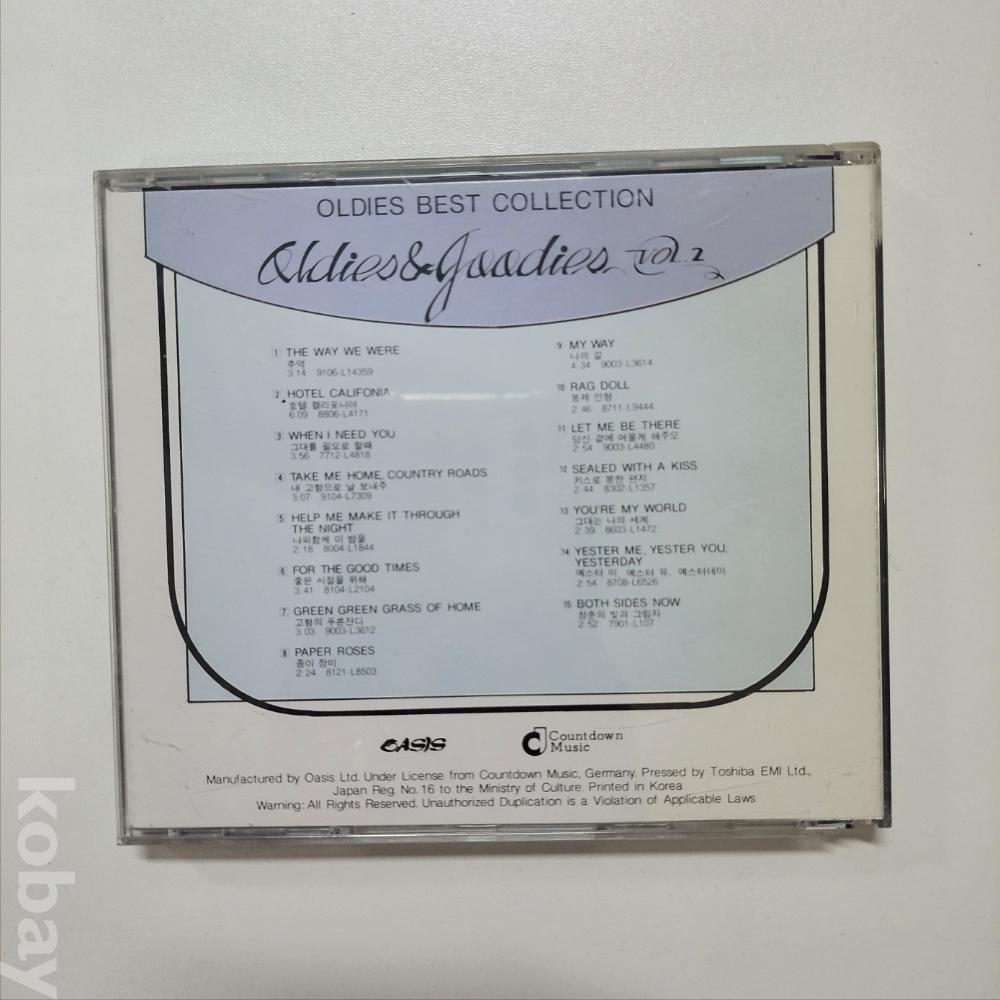 OLDIES BEST COLLECTION
Oldies & Goodies VOL.2
1 THE WAY WE WERE
추억
3:14 9106-L14359
2 HOTEL CALIFONIA
호텔 캘리포니아
6:09 8806-L4171
3 WHEN I NEED YOU
그대를 필요로 할때
3:56 7712-L4818
4 TAKE ME HOME, COUNTRY ROADS
내 고향으로 날 보내주
3:07 9104-L7309
5 HELP ME MAKE IT THROUGH
THE NIGHT
나와함께 이 밤을
2:18 8004-L1844
6 FOR THE GOOD TIMES
좋은 시절을 위해
3:41 8104-L2104
7 GREEN GREEN GRASS OF HOME
고향의 푸른잔디
3:03 9003-L3612
8 PAPER ROSES
종이 장미
2:24 8121-L8503
9 MY WAY
나의 길
4:34 9003-L3614
10 RAG DOLL
봉제 인형
2:46 8711-L9444
11 LET ME BE THERE
당신 곁에 머물게 해주오
2:54 9003-L4480
12 SEALED WITH A KISS
키스로 봉한 편지
2:44 8302-L1357
13 YOU'RE MY WORLD
그대는 나의 세계
2:39 8603-L1472
14 YESTER ME, YESTER YOU,
YESTERDAY
예스터 미, 예스터 유, 예스터데이
2:54 8708-L6526
15 BOTH SIDES NOW
청춘의 빛과 그림자
2:52 7901-L107
OASIS
Countdown
Music
Manufactured by Oasis Ltd. Under License from Countdown Music, Germany. Pressed by Toshiba EMI Ltd.,
Japan Reg. No. 16 to the Ministry of Culture. Printed in Korea
Warning: All Rights Reserved. Unauthorized Duplication is a Violation of Applicable Laws
kobay